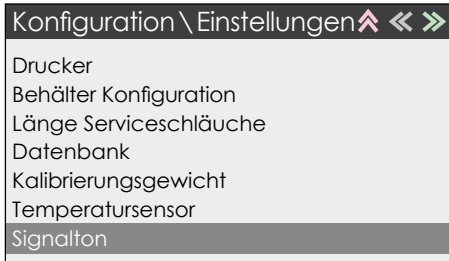 Konfiguration \ Einstellungen
Drucker
Behälter Konfiguration
Länge Serviceschläuche
Datenbank
Kalibrierungsgewicht
Temperatursensor
Signalton